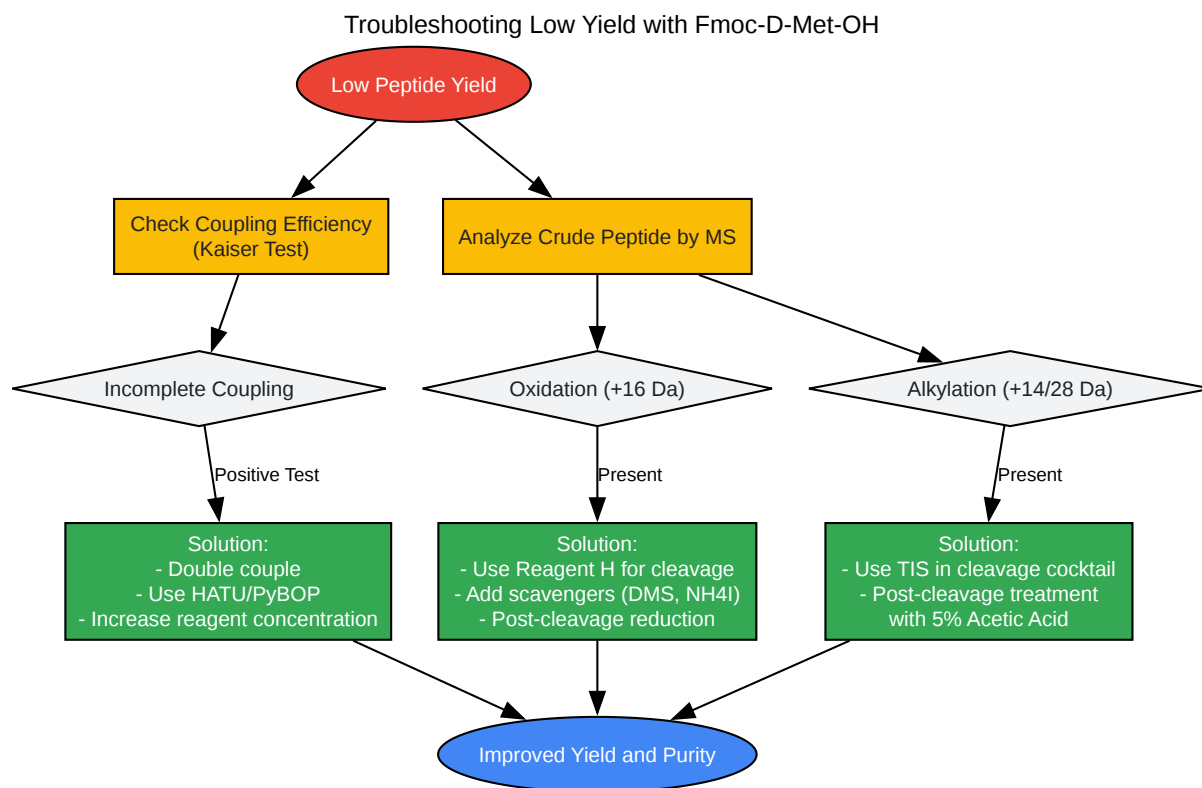 Troubleshooting Low Yield with Fmoc-D-Met-OH
Low Peptide Yield
Check Coupling Efficiency
(Kaiser Test)
Analyze Crude Peptide by MS
Incomplete Coupling
Oxidation (+16 Da)
Alkylation (+14/28 Da)
Positive Test
Present
Present
Solution:
- Double couple
- Use HATU/PyBOP
- Increase reagent concentration
Solution:
- Use Reagent H for cleavage
- Add scavengers (DMS, NH4I)
- Post-cleavage reduction
Solution:
- Use TIS in cleavage cocktail
- Post-cleavage treatment
with 5% Acetic Acid
Improved Yield and Purity